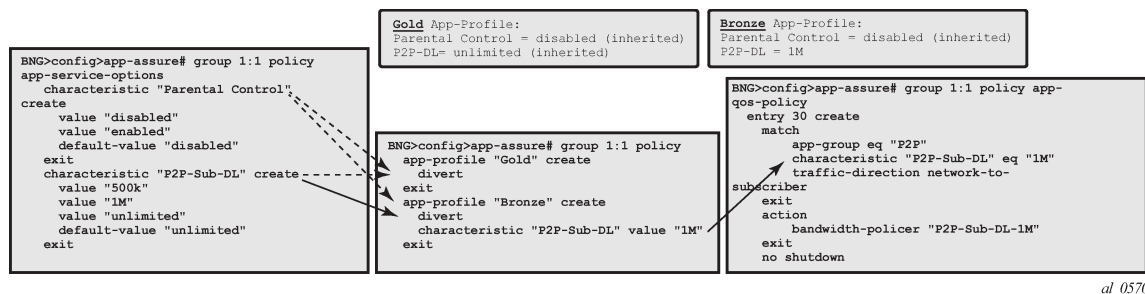 Gold App-Profile:
Parental Control = disabled (inherited)
P2P-DL= unlimited (inherited)
Bronze App-Profile:
Parental Control = disabled (inherited)
P2P-DL = 1M
BNG>config>app-assure# group 1:1 policy
app-service-options
characteristic "Parental Control"
create
value "disabled"
value "enabled"
default-value "disabled"
exit
characteristic "P2P-Sub-DL" create
value "500k"
value "1M"
value "unlimited"
default-value "unlimited"
exit
BNG>config>app-assure# group 1:1 policy
app-profile "Gold" create
divert
exit
app-profile "Bronze" create
divert
characteristic "P2P-Sub-DL" value "1M"
exit
BNG>config>app-assure# group 1:1 policy app-
qos-policy
entry 30 create
match
app-group eq "P2P"
characteristic "P2P-Sub-DL" eq "1M"
traffic-direction network-to-
subscriber
exit
action
bandwidth-policer "P2P-Sub-DL-1M"
exit
no shutdown
al_0570